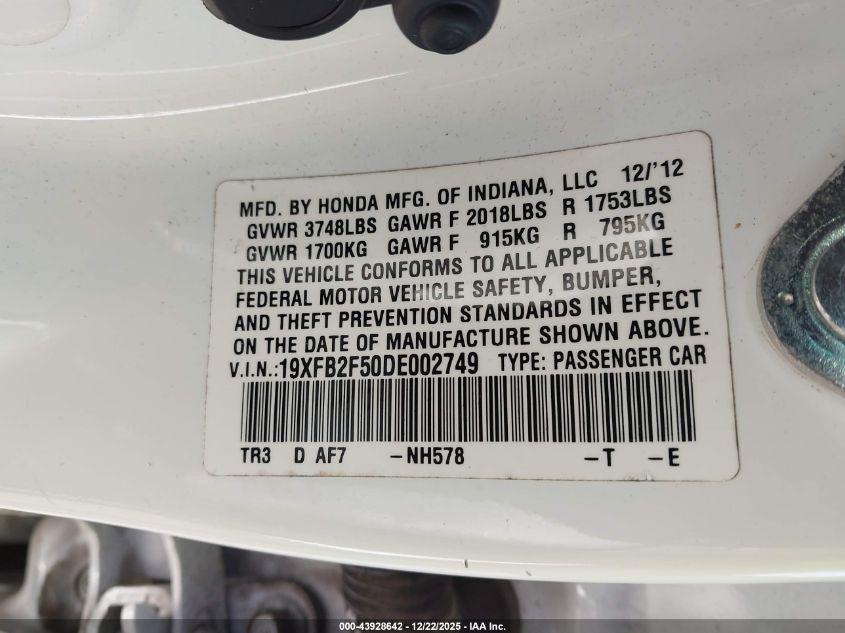 MFD. BY HONDA MFG. OF INDIANA, LLC 12/'12
GVWR 3748LBS GAWR F 2018LBS R 1753LBS
GVWR 1700KG GAWR F 915KG R 795KG
THIS VEHICLE CONFORMS TO ALL APPLICABLE
FEDERAL MOTOR VEHICLE SAFETY, BUMPER,
AND THEFT PREVENTION STANDARDS IN EFFECT
ON THE DATE OF MANUFACTURE SHOWN ABOVE.
V.I.N.:19XFB2F50DE002749 TYPE: PASSENGER CAR
TR3 D AF7 -NH578 -T -E
000-43928642 - 12/22/2025 - IAA Inc.